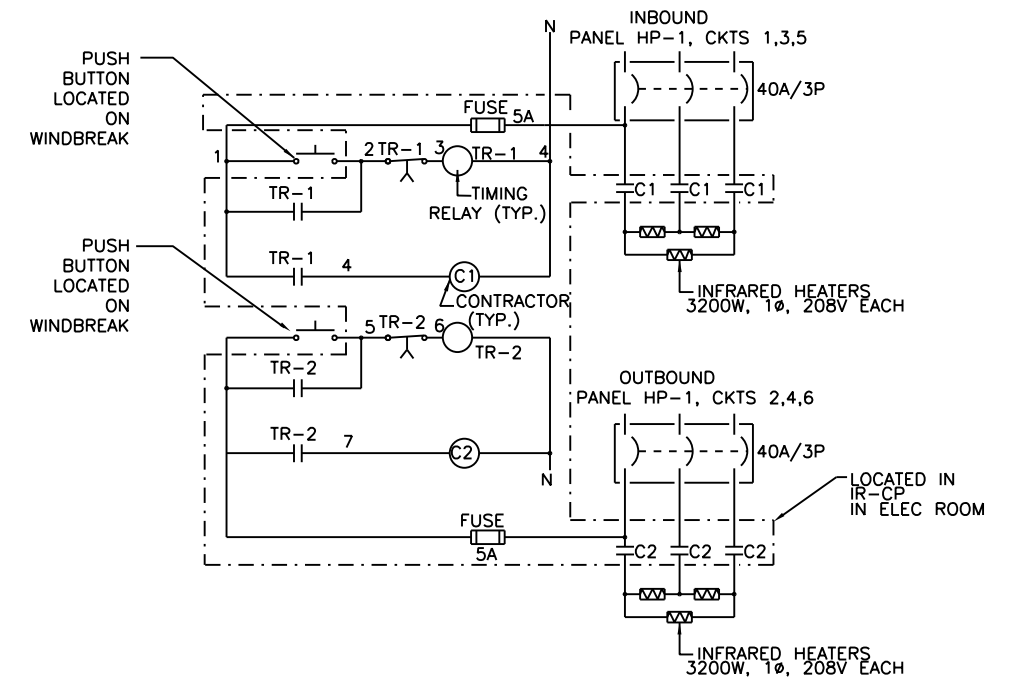 INBOUND
PANEL HP-1, CKTS 1,3,5
N
PUSH
BUTTON
LOCATED
ON
WINDBREAK
40A/3P
FUSE
5A
1
2
TR-1
3
TR-1
4
C1
C1
C1
TR-1
TIMING
RELAY (TYP.)
PUSH
BUTTON
LOCATED
ON
WINDBREAK
TR-1
4
C1
CONTRACTOR
(TYP.)
INFRARED HEATERS
3200W, 1ø, 208V EACH
5
TR-2
6
TR-2
TR-2
OUTBOUND
PANEL HP-1, CKTS 2,4,6
TR-2
7
C2
N
40A/3P
LOCATED IN
IR-CP
IN ELEC ROOM
FUSE
5A
C2
C2
C2
INFRARED HEATERS
3200W, 1ø, 208V EACH